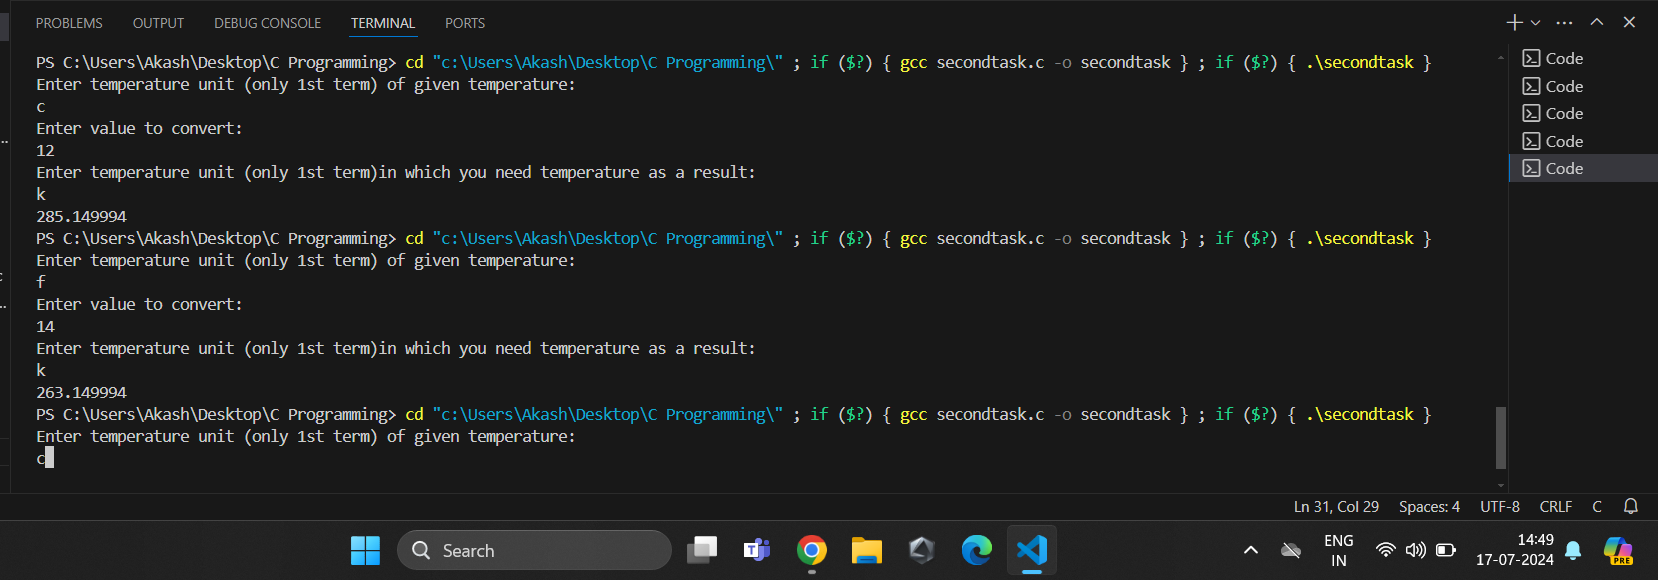 PROBLEMS OUTPUT DEBUG CONSOLE TERMINAL PORTS
PS C:\Users\Akash\Desktop\C Programming> cd "c:\Users\Akash\Desktop\C Programming\" ; if ($?) { gcc secondtask.c -o secondtask } ; if ($?) { .\secondtask }
Enter temperature unit (only 1st term) of given temperature:
c
Enter value to convert:
12
Enter temperature unit (only 1st term)in which you need temperature as a result:
k
285.149994
PS C:\Users\Akash\Desktop\C Programming> cd "c:\Users\Akash\Desktop\C Programming\" ; if ($?) { gcc secondtask.c -o secondtask } ; if ($?) { .\secondtask }
Enter temperature unit (only 1st term) of given temperature:
f
Enter value to convert:
14
Enter temperature unit (only 1st term)in which you need temperature as a result:
k
263.149994
PS C:\Users\Akash\Desktop\C Programming> cd "c:\Users\Akash\Desktop\C Programming\" ; if ($?) { gcc secondtask.c -o secondtask } ; if ($?) { .\secondtask }
Enter temperature unit (only 1st term) of given temperature:
c
Code
Code
Code
Code
Code
Ln 31, Col 29 Spaces: 4 UTF-8 CRLF C
Search
T
PRE
ENG
IN
14:49
17-07-2024